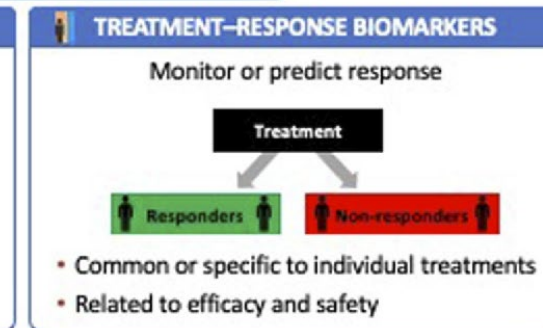 TREATMENT–RESPONSE BIOMARKERS
Monitor or predict response
Treatment
Responders
Non-responders
• Common or specific to individual treatments
• Related to efficacy and safety